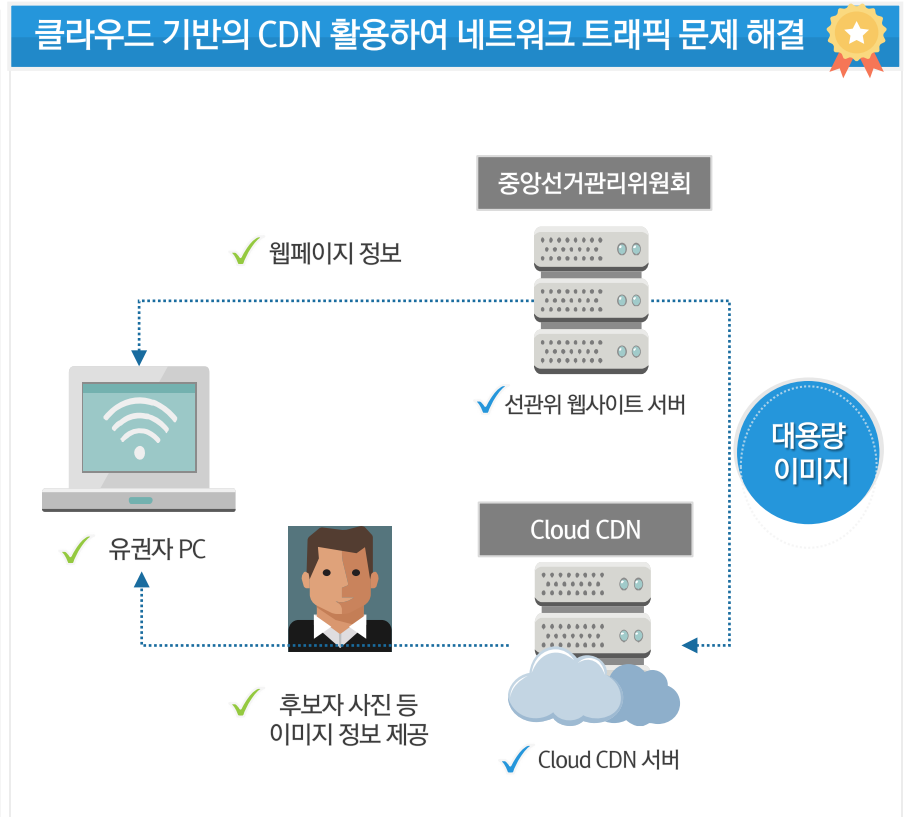 클라우드 기반의 CDN 활용하여 네트워크 트래픽 문제 해결
중앙선거관리위원회
웹페이지 정보
선관위 웹사이트 서버
대용량
이미지
Cloud CDN
유권자 PC
후보자 사진 등
이미지 정보 제공
Cloud CDN 서버